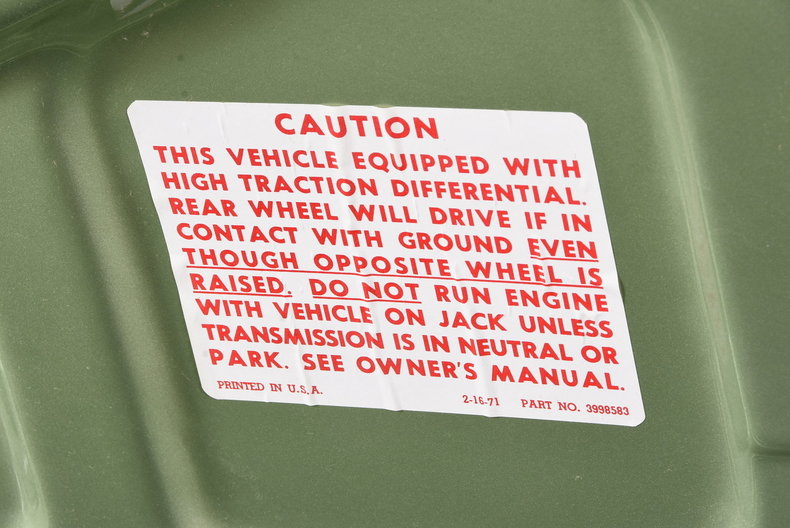 CAUTION
THIS VEHICLE EQUIPPED WITH
HIGH TRACTION DIFFERENTIAL.
REAR WHEEL WILL DRIVE IF IN
CONTACT WITH GROUND EVEN
THOUGH OPPOSITE WHEEL IS
RAISED. DO NOT RUN ENGINE
WITH VEHICLE ON JACK UNLESS
TRANSMISSION IS IN NEUTRAL OR
PARK. SEE OWNER'S MANUAL.
PRINTED IN U.S.A. 2-16-71 PART NO. 3998583